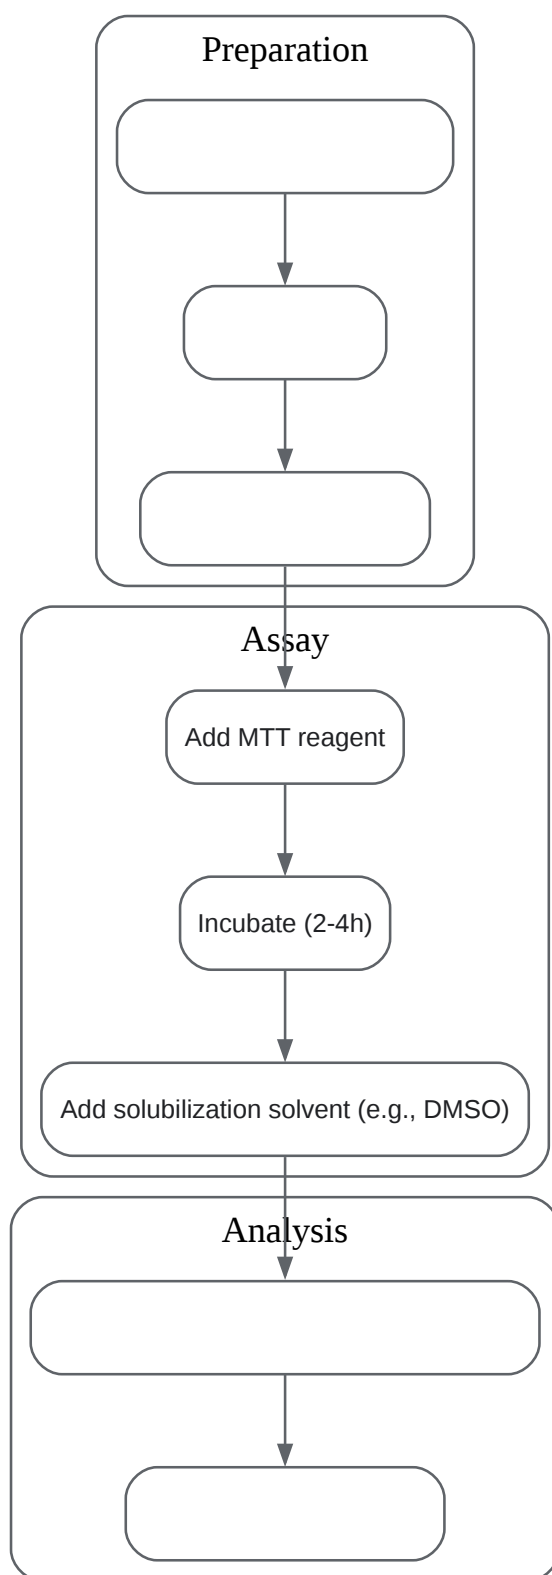 Preparation
Assay
Add MTT reagent
Incubate (2-4h)
Add solubilization solvent (e.g., DMSO)
Analysis